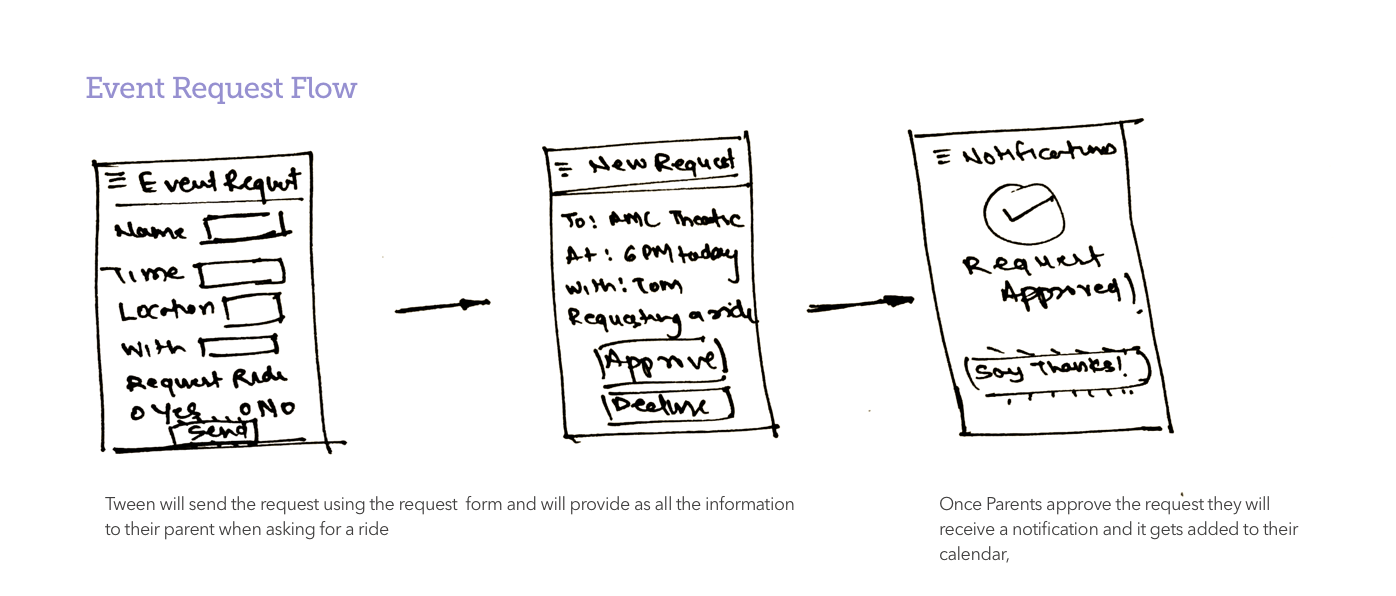 Event Request Flow
Event Requst
Name
Time
Location
With
Request Ride
Yes No
Send
New Request
To: AMC Theatre
At: 6 PM today
With: Tom
Requesting a ride
Approve
Decline
Notifications
Request
Approved!
Say Thanks!
Tween will send the request using the request form and will provide as all the information
to their parent when asking for a ride
Once Parents approve the request they will
receive a notification and it gets added to their
calendar,